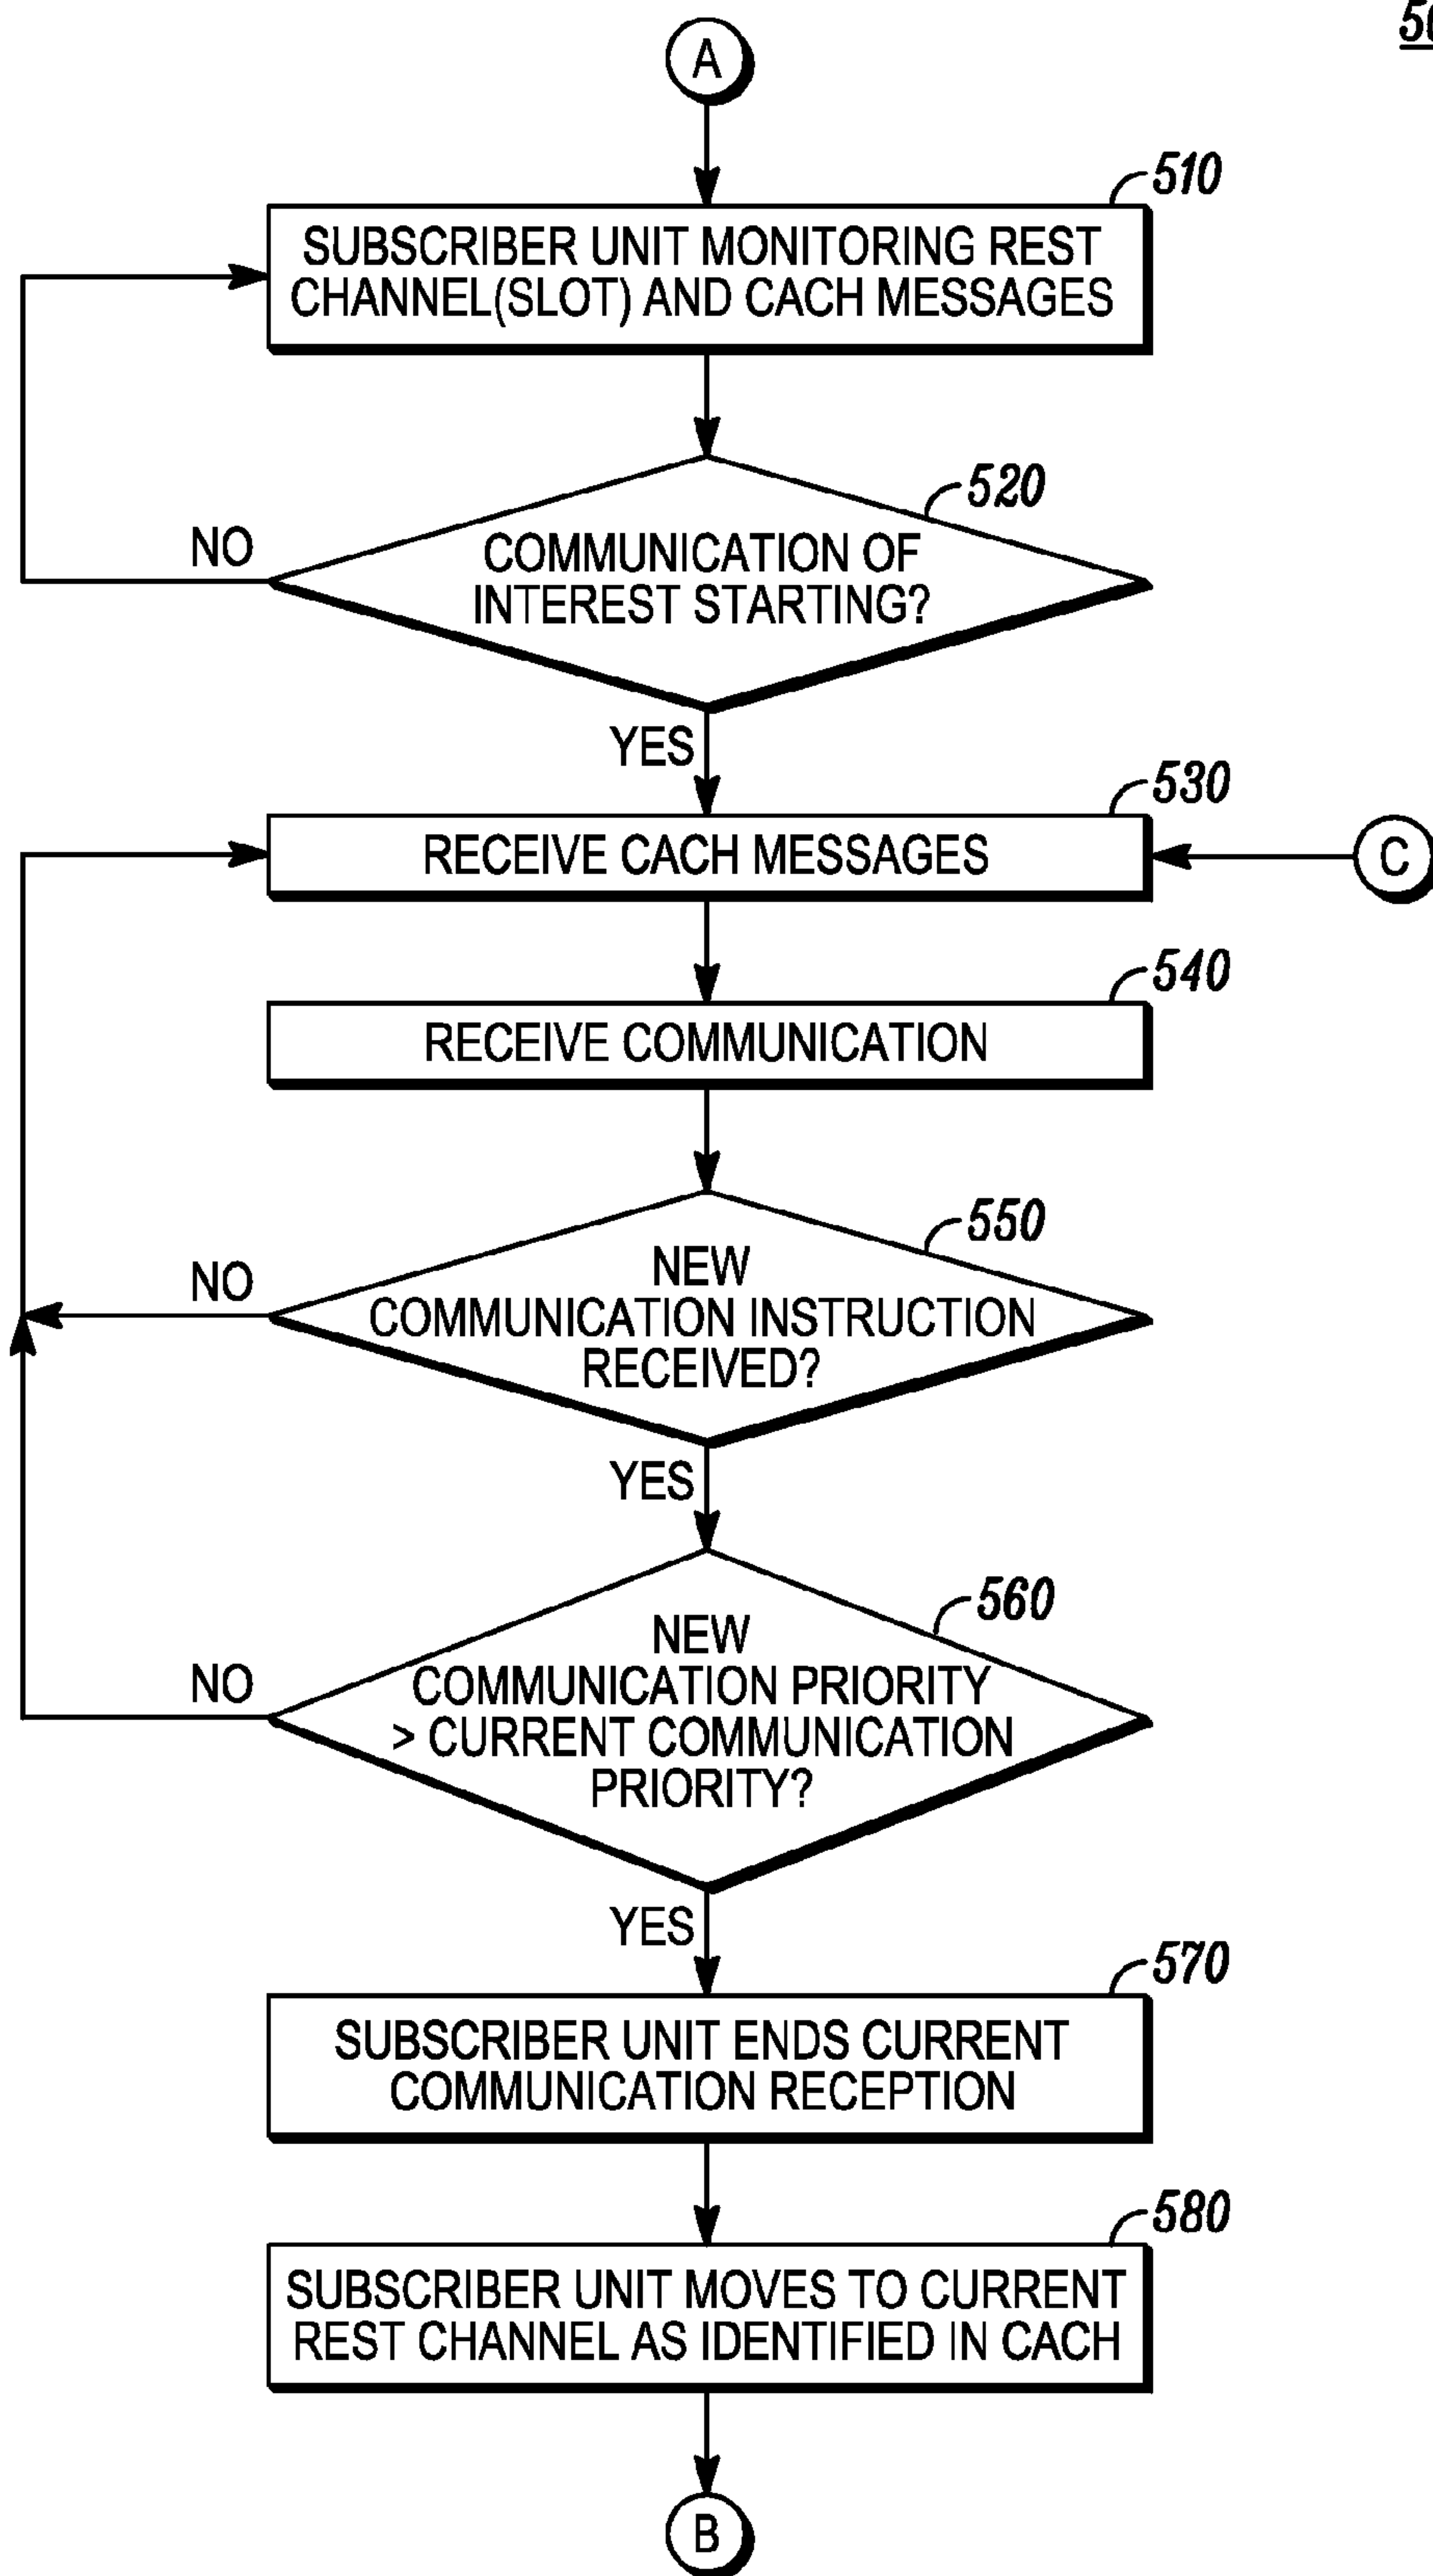 A
510
SUBSCRIBER UNIT MONITORING REST
CHANNEL(SLOT) AND CACH MESSAGES
520
COMMUNICATION OF
INTEREST STARTING?
NO
YES
530
RECEIVE CACH MESSAGES
C
540
RECEIVE COMMUNICATION
550
NEW
COMMUNICATION INSTRUCTION
RECEIVED?
NO
YES
560
NEW
COMMUNICATION PRIORITY
> CURRENT COMMUNICATION
PRIORITY?
NO
YES
570
SUBSCRIBER UNIT ENDS CURRENT
COMMUNICATION RECEPTION
580
SUBSCRIBER UNIT MOVES TO CURRENT
REST CHANNEL AS IDENTIFIED IN CACH
B